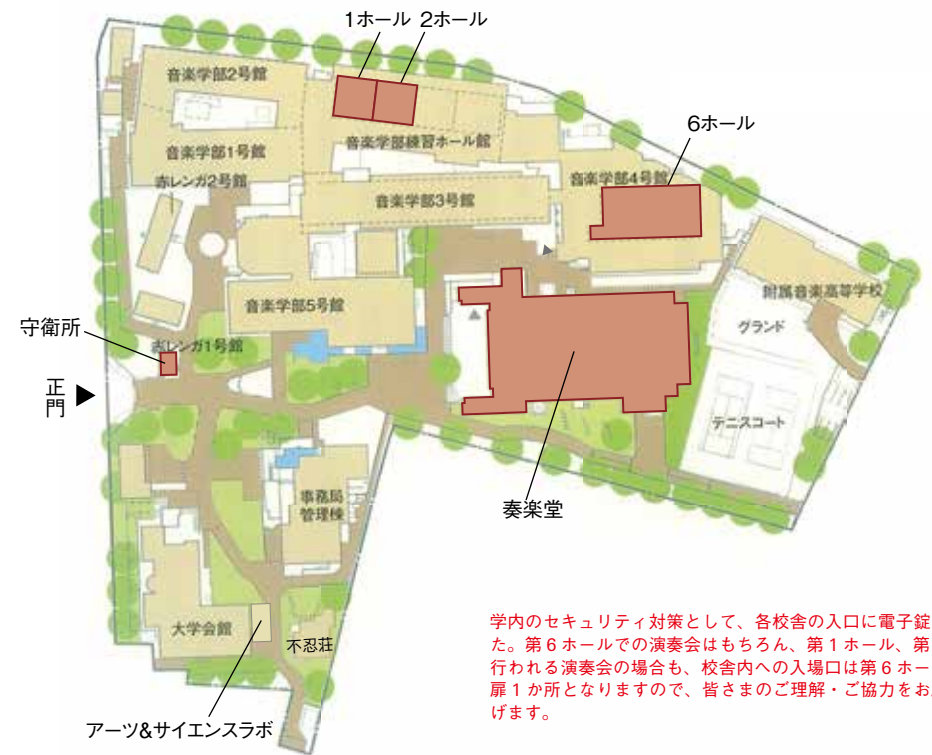 1ホール 2ホール
音楽学部2号館
6ホール
音楽学部練習ホール館
音楽学部1号館
赤レンガ2号館
音楽学部4号館
音楽学部3号館
附属音楽高等学校
音楽学部5号館
グランド
守衛所
赤レンガ1号館
正門
テニスコート
事務局
管理棟
奏楽堂
大学会館
不忍荘
アーツ&サイエンスラボ
学内のセキュリティ対策として、各校舎の入口に電子錠
た。第6ホールでの演奏会はもちろん、第1ホール、第
行われる演奏会の場合も、校舎内への入場口は第6ホー
扉1か所となりますので、皆さまのご理解・ご協力をお
げます。